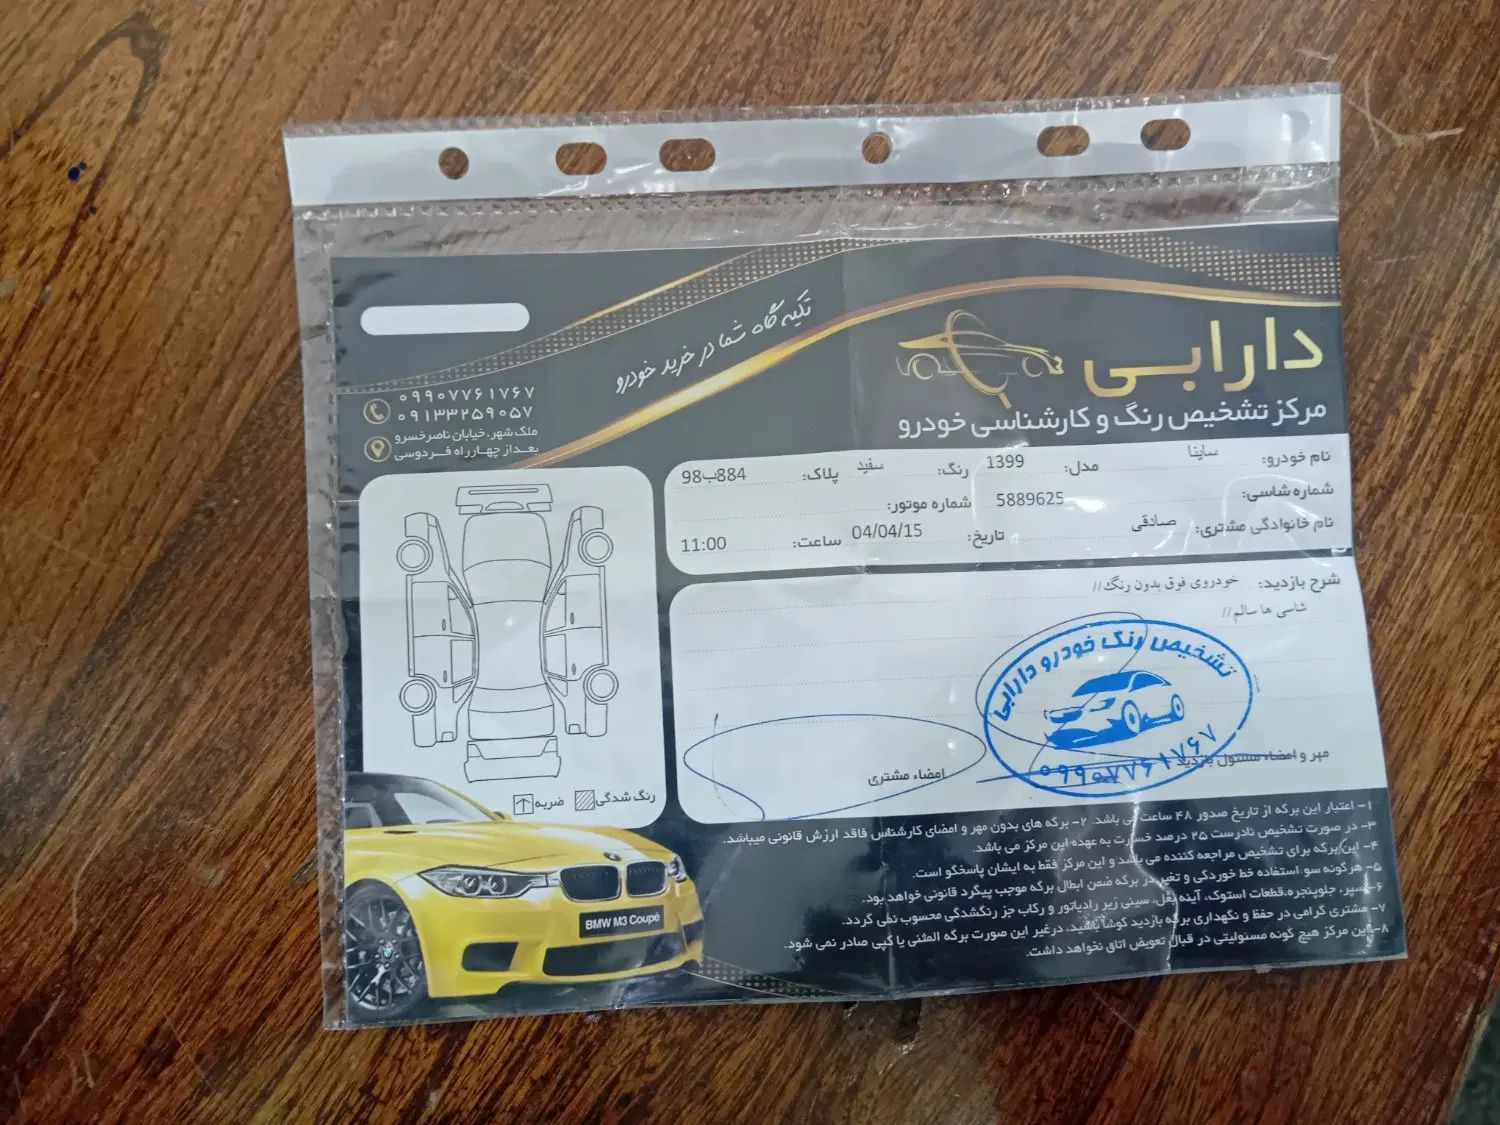 دارابی
مرکز تشخیص رنگ و کارشناسی خودرو
تکیه گاه شما در خرید خودرو
۰۹۹۰۷۷۶۱۷۶۷
۰۹۱۳۳۲۵۹۰۵۷
ملک شهر، خیابان ناصرخسرو
بعد از چهارراه فردوسی
نام خودرو: ساینا مدل: 1399 رنگ: سفید پلاک: 98ب884
شماره شاسی: 5889625 شماره موتور:
نام خانوادگی مشتری: صادقی تاریخ: 04/04/15 ساعت: 11:00
شرح بازدید: خودروی فوق بدون رنگ//
شاسی ها سالم//
تشخیص رنگ خودرو دارابی
۰۹۹۰۷۷۶۱۷۶۷
مهر و امضاء مسئول بازدید
امضاء مشتری
رنگ شدگی ضربه
BMW M3 Coupé
۱- اعتبار این برگه از تاریخ صدور ۴۸ ساعت می باشد. ۲- برگه های بدون مهر و امضای کارشناس فاقد ارزش قانونی میباشد.
۳- در صورت تشخیص نادرست ۲۵ درصد خسارت به عهده این مرکز می باشد.
۴- این برگه برای تشخیص مراجعه کننده می باشد و این مرکز فقط به ایشان پاسخگو است.
۵- هرگونه سو استفاده خط خوردگی و تغیر در برگه ضمن ابطال برگه موجب پیگرد قانونی خواهد بود.
۶- سپر، جلوپنجره،قطعات استوک، آینه بغل، سینی زیر رادیاتور و رکاب جز رنگشدگی محسوب نمی گردد.
۷- مشتری گرامی در حفظ و نگهداری برگه بازدید کوشا باشید، درغیر این صورت برگه المثنی یا کپی صادر نمی شود.
۸- این مرکز هیچ گونه مسئولیتی در قبال تعویض اتاق نخواهد داشت.